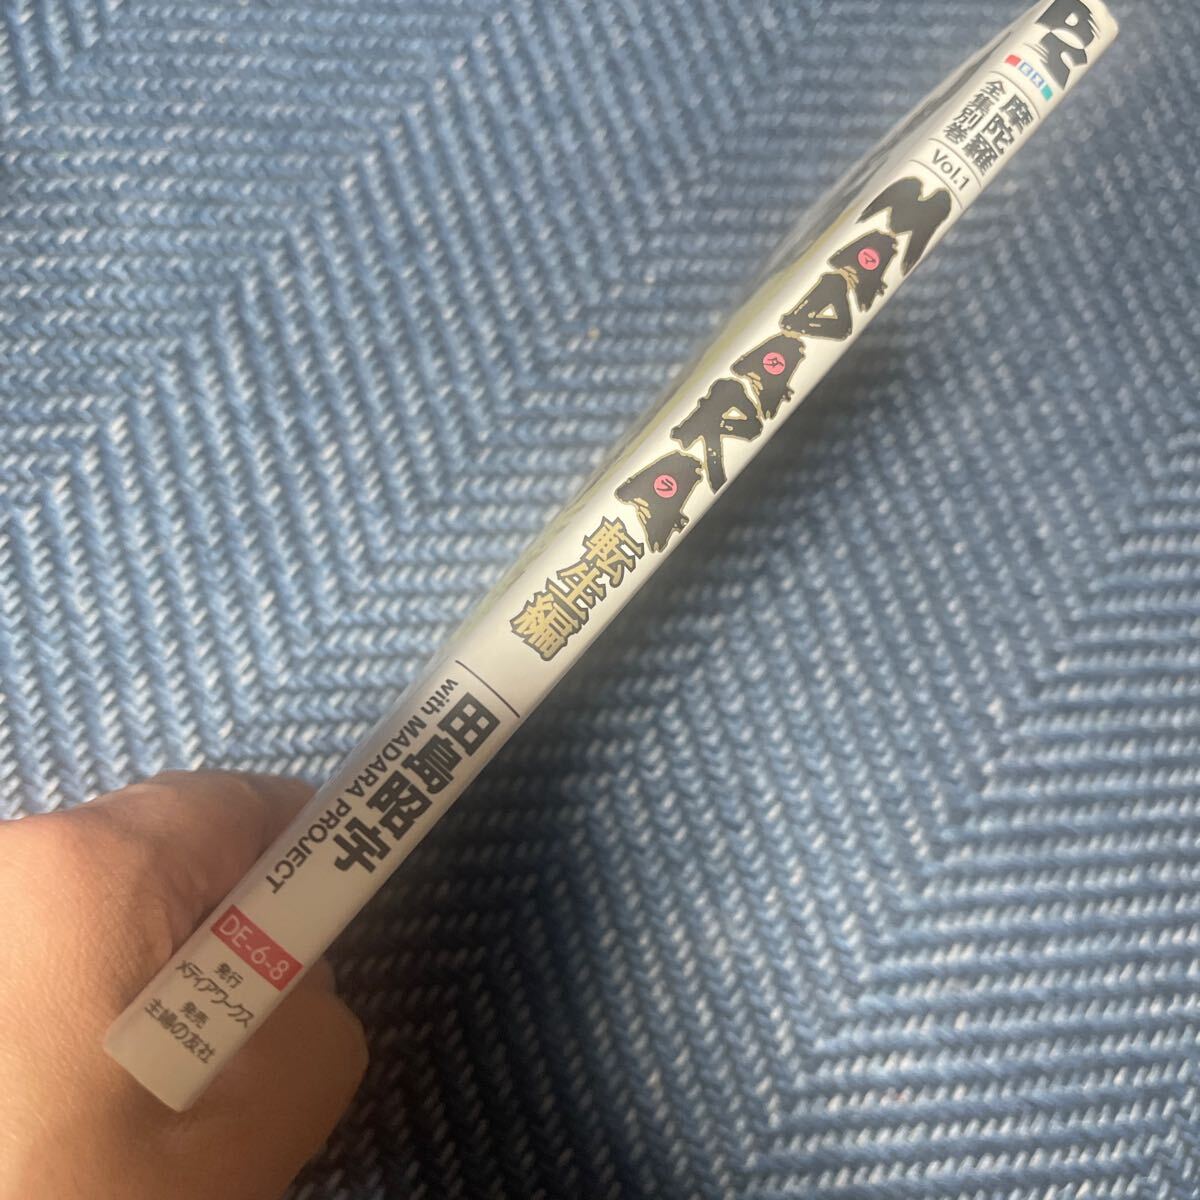 DC
摩陀羅
全集別巻
Vol.1
MADARA
マ
ダ
ラ
転生編
田島昭宇
with MADARA PROJECT
DE-6-8
発行
メディアワークス
発売
主婦の友社